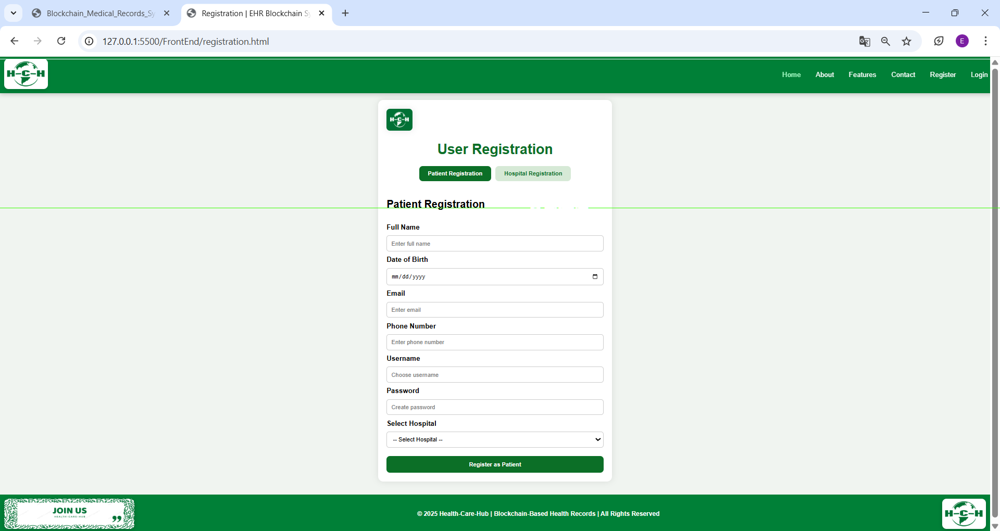 Blockchain_Medical_Records_Sy
Registration | EHR Blockchain Sy
127.0.0.1:5500/FrontEnd/registration.html
E
H-C-H
Home
About
Features
Contact
Register
Login
H-C-H
User Registration
Patient Registration
Hospital Registration
Patient Registration
Full Name
Enter full name
Date of Birth
mm/dd/yyyy
Email
Enter email
Phone Number
Enter phone number
Username
Choose username
Password
Create password
Select Hospital
-- Select Hospital --
Register as Patient
JOIN US
HEALTH-CARE-HUB
© 2025 Health-Care-Hub | Blockchain-Based Health Records | All Rights Reserved
H-C-H